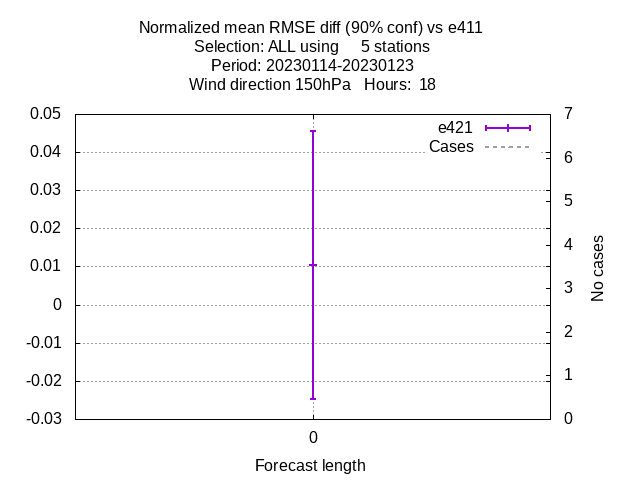 Normalized mean RMSE diff (90% conf) vs e411
Selection: ALL using     5 stations
Period: 20230114-20230123
Wind direction 150hPa   Hours:  18
0.05
0.04
0.03
0.02
0.01
0
-0.01
-0.02
-0.03
7
6
5
4
3
2
1
0
e421
Cases
No cases
0
Forecast length